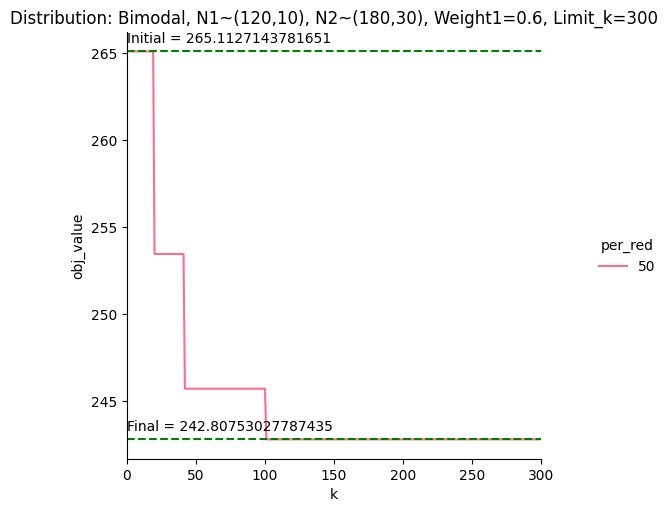 Distribution: Bimodal, N1~(120,10), N2~(180,30), Weight1=0.6, Limit_k=300
Initial = 265.1127143781651
265
260
255
250
245
obj_value
Final = 242.80753027787435
0 50 100 150 200 250 300
k
per_red
50